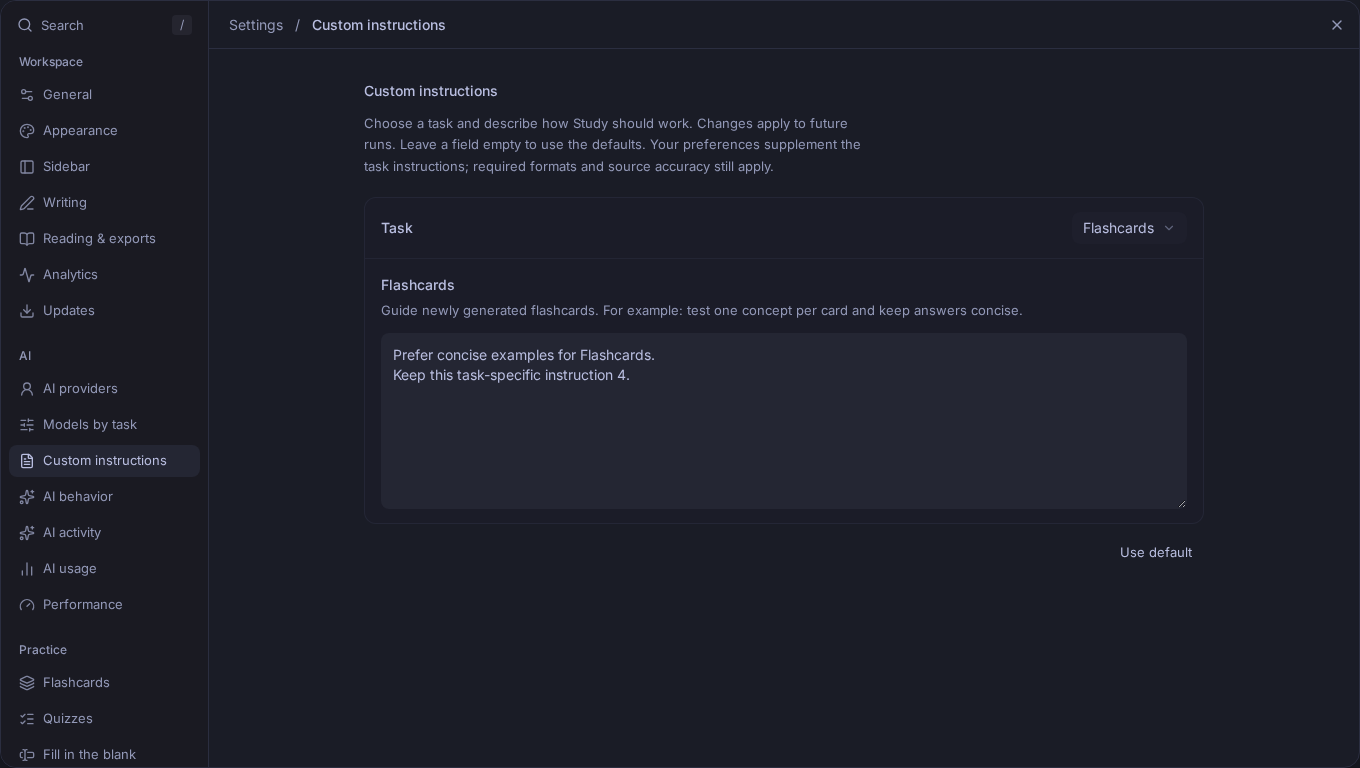 Search /
Workspace
General
Appearance
Sidebar
Writing
Reading & exports
Analytics
Updates
AI
AI providers
Models by task
Custom instructions
AI behavior
AI activity
AI usage
Performance
Practice
Flashcards
Quizzes
Fill in the blank
Settings / Custom instructions
Custom instructions
Choose a task and describe how Study should work. Changes apply to future
runs. Leave a field empty to use the defaults. Your preferences supplement the
task instructions; required formats and source accuracy still apply.
Task Flashcards
Flashcards
Guide newly generated flashcards. For example: test one concept per card and keep answers concise.
Prefer concise examples for Flashcards.
Keep this task-specific instruction 4.
Use default